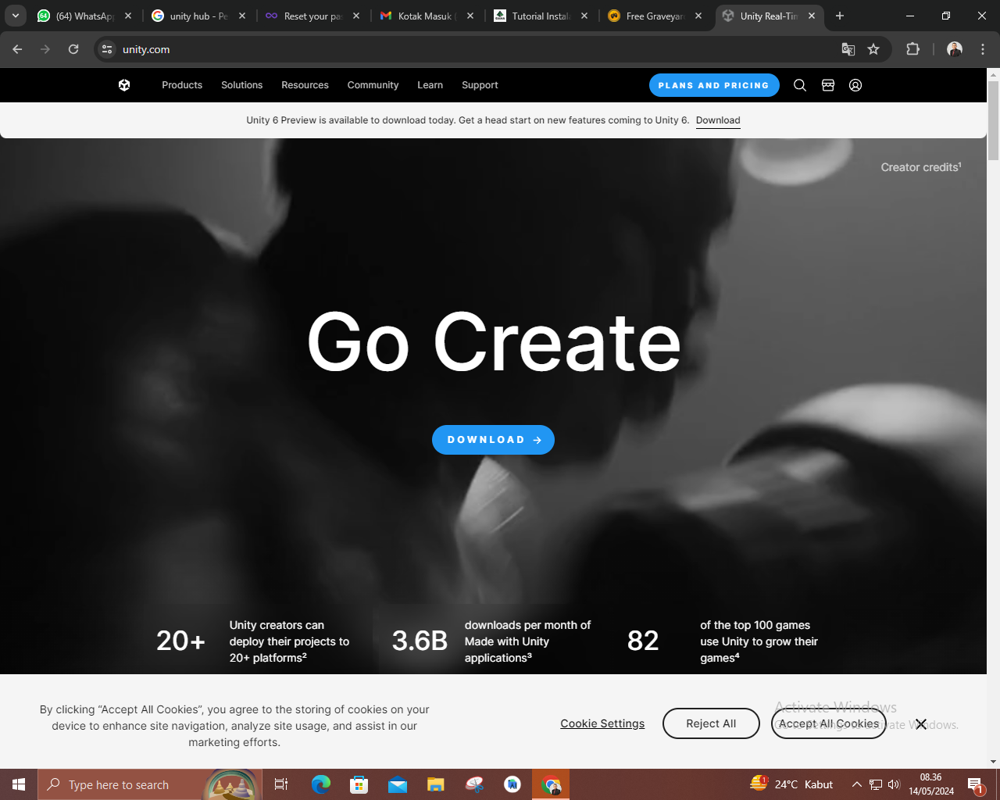 (64) WhatsApp
unity hub - Pe
Reset your pa
Kotak Masuk (
Tutorial Instal
Free Graveyar
Unity Real-Tim
unity.com
Products
Solutions
Resources
Community
Learn
Support
PLANS AND PRICING
Unity 6 Preview is available to download today. Get a head start on new features coming to Unity 6. Download
Creator credits¹
Go Create
DOWNLOAD →
20+
Unity creators can
deploy their projects to
20+ platforms²
3.6B
downloads per month of
Made with Unity
applications³
82
of the top 100 games
use Unity to grow their
games⁴
By clicking “Accept All Cookies”, you agree to the storing of cookies on your
device to enhance site navigation, analyze site usage, and assist in our
marketing efforts.
Cookie Settings
Reject All
Accept All Cookies
Activate Windows
Go to Settings to activate Windows.
Type here to search
24°C Kabut
08.36
14/05/2024